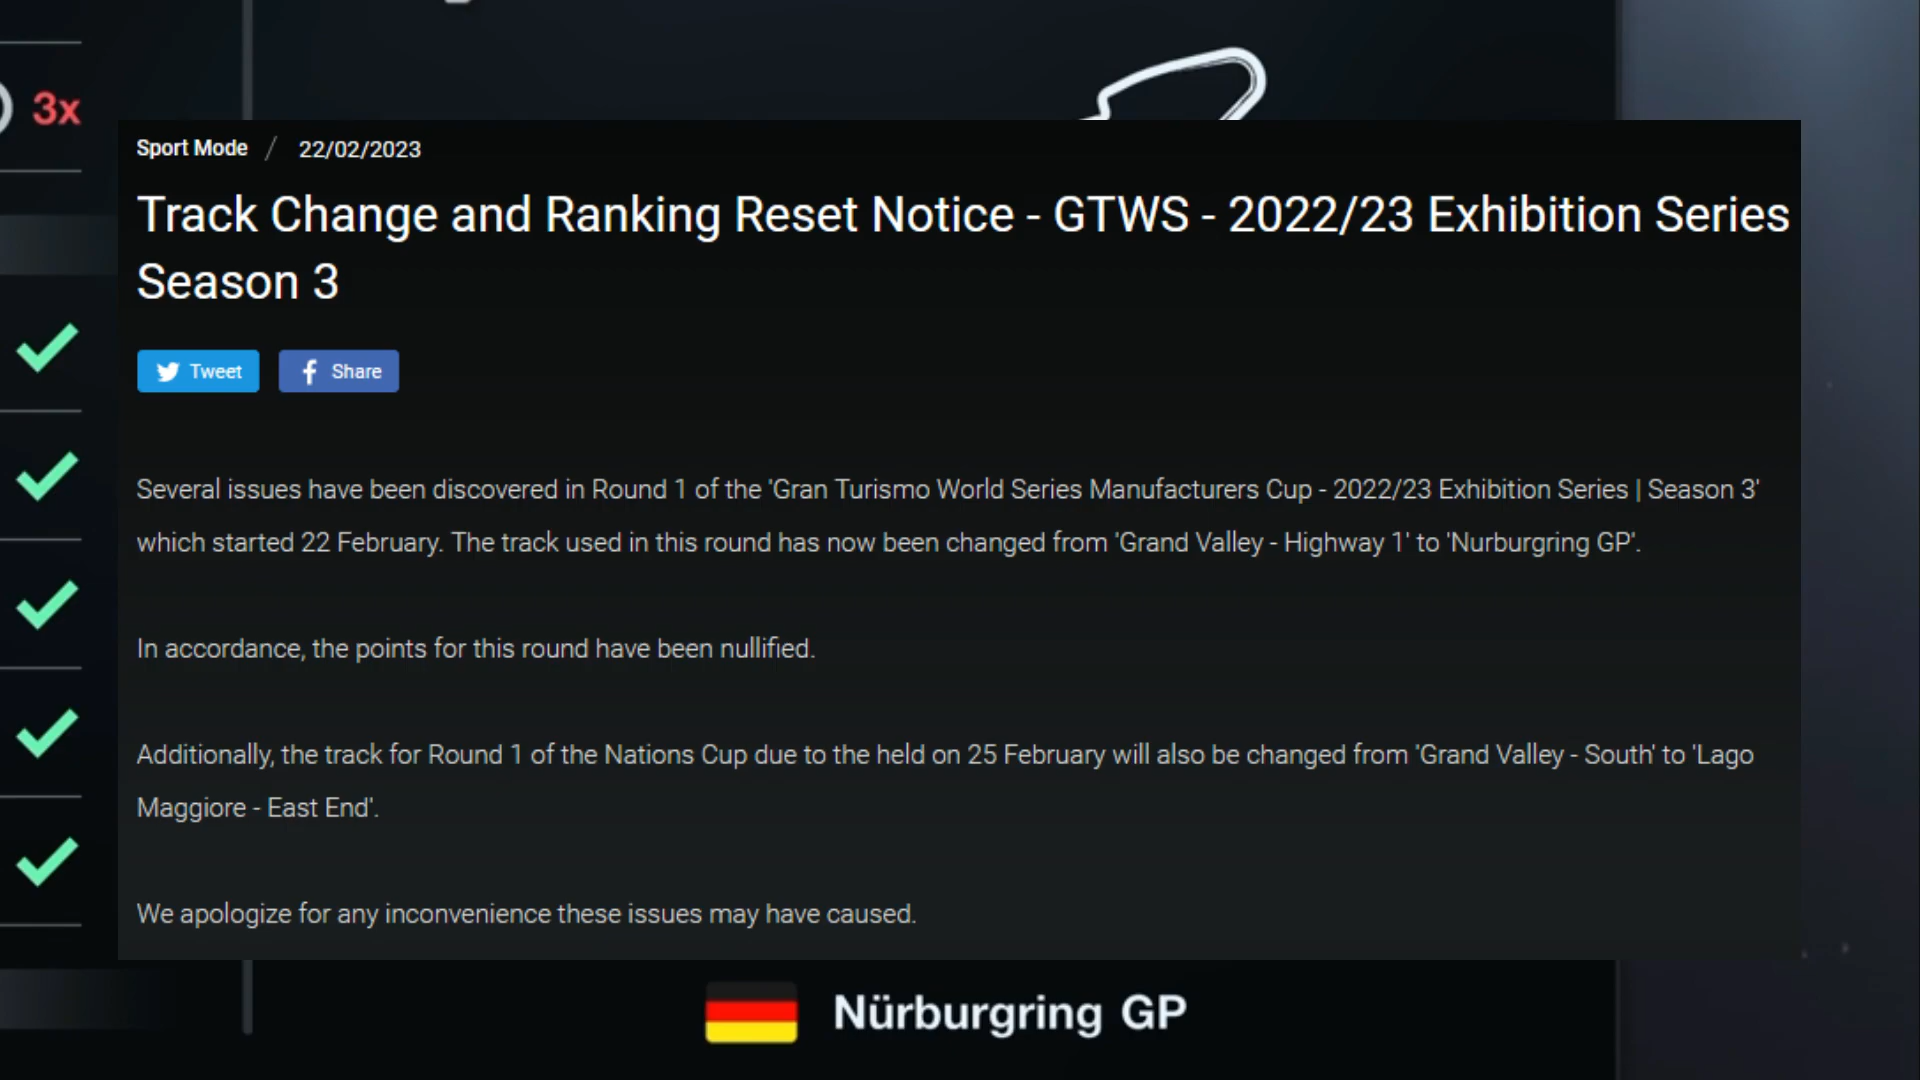 3x
Sport Mode / 22/02/2023
Track Change and Ranking Reset Notice - GTWS - 2022/23 Exhibition Series
Season 3
Tweet Share
Several issues have been discovered in Round 1 of the 'Gran Turismo World Series Manufacturers Cup - 2022/23 Exhibition Series | Season 3'
which started 22 February. The track used in this round has now been changed from 'Grand Valley - Highway 1' to 'Nurburgring GP'.
In accordance, the points for this round have been nullified.
Additionally, the track for Round 1 of the Nations Cup due to the held on 25 February will also be changed from 'Grand Valley - South' to 'Lago
Maggiore - East End'.
We apologize for any inconvenience these issues may have caused.
Nürburgring GP